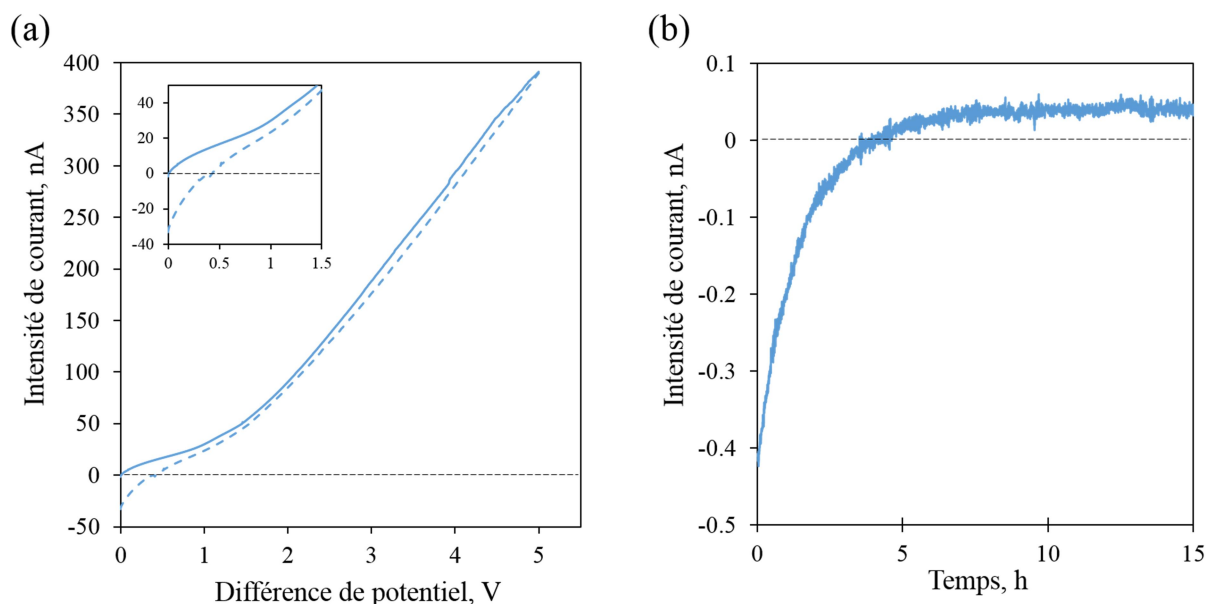 (a)
Intensité de courant, nA
400
350
300
250
200
150
100
50
0
-50
0 1 2 3 4 5
Différence de potentiel, V
40
20
0
-20
-40
0 0.5 1 1.5
(b)
Intensité de courant, nA
0.1
0
-0.1
-0.2
-0.3
-0.4
-0.5
0 5 10 15
Temps, h